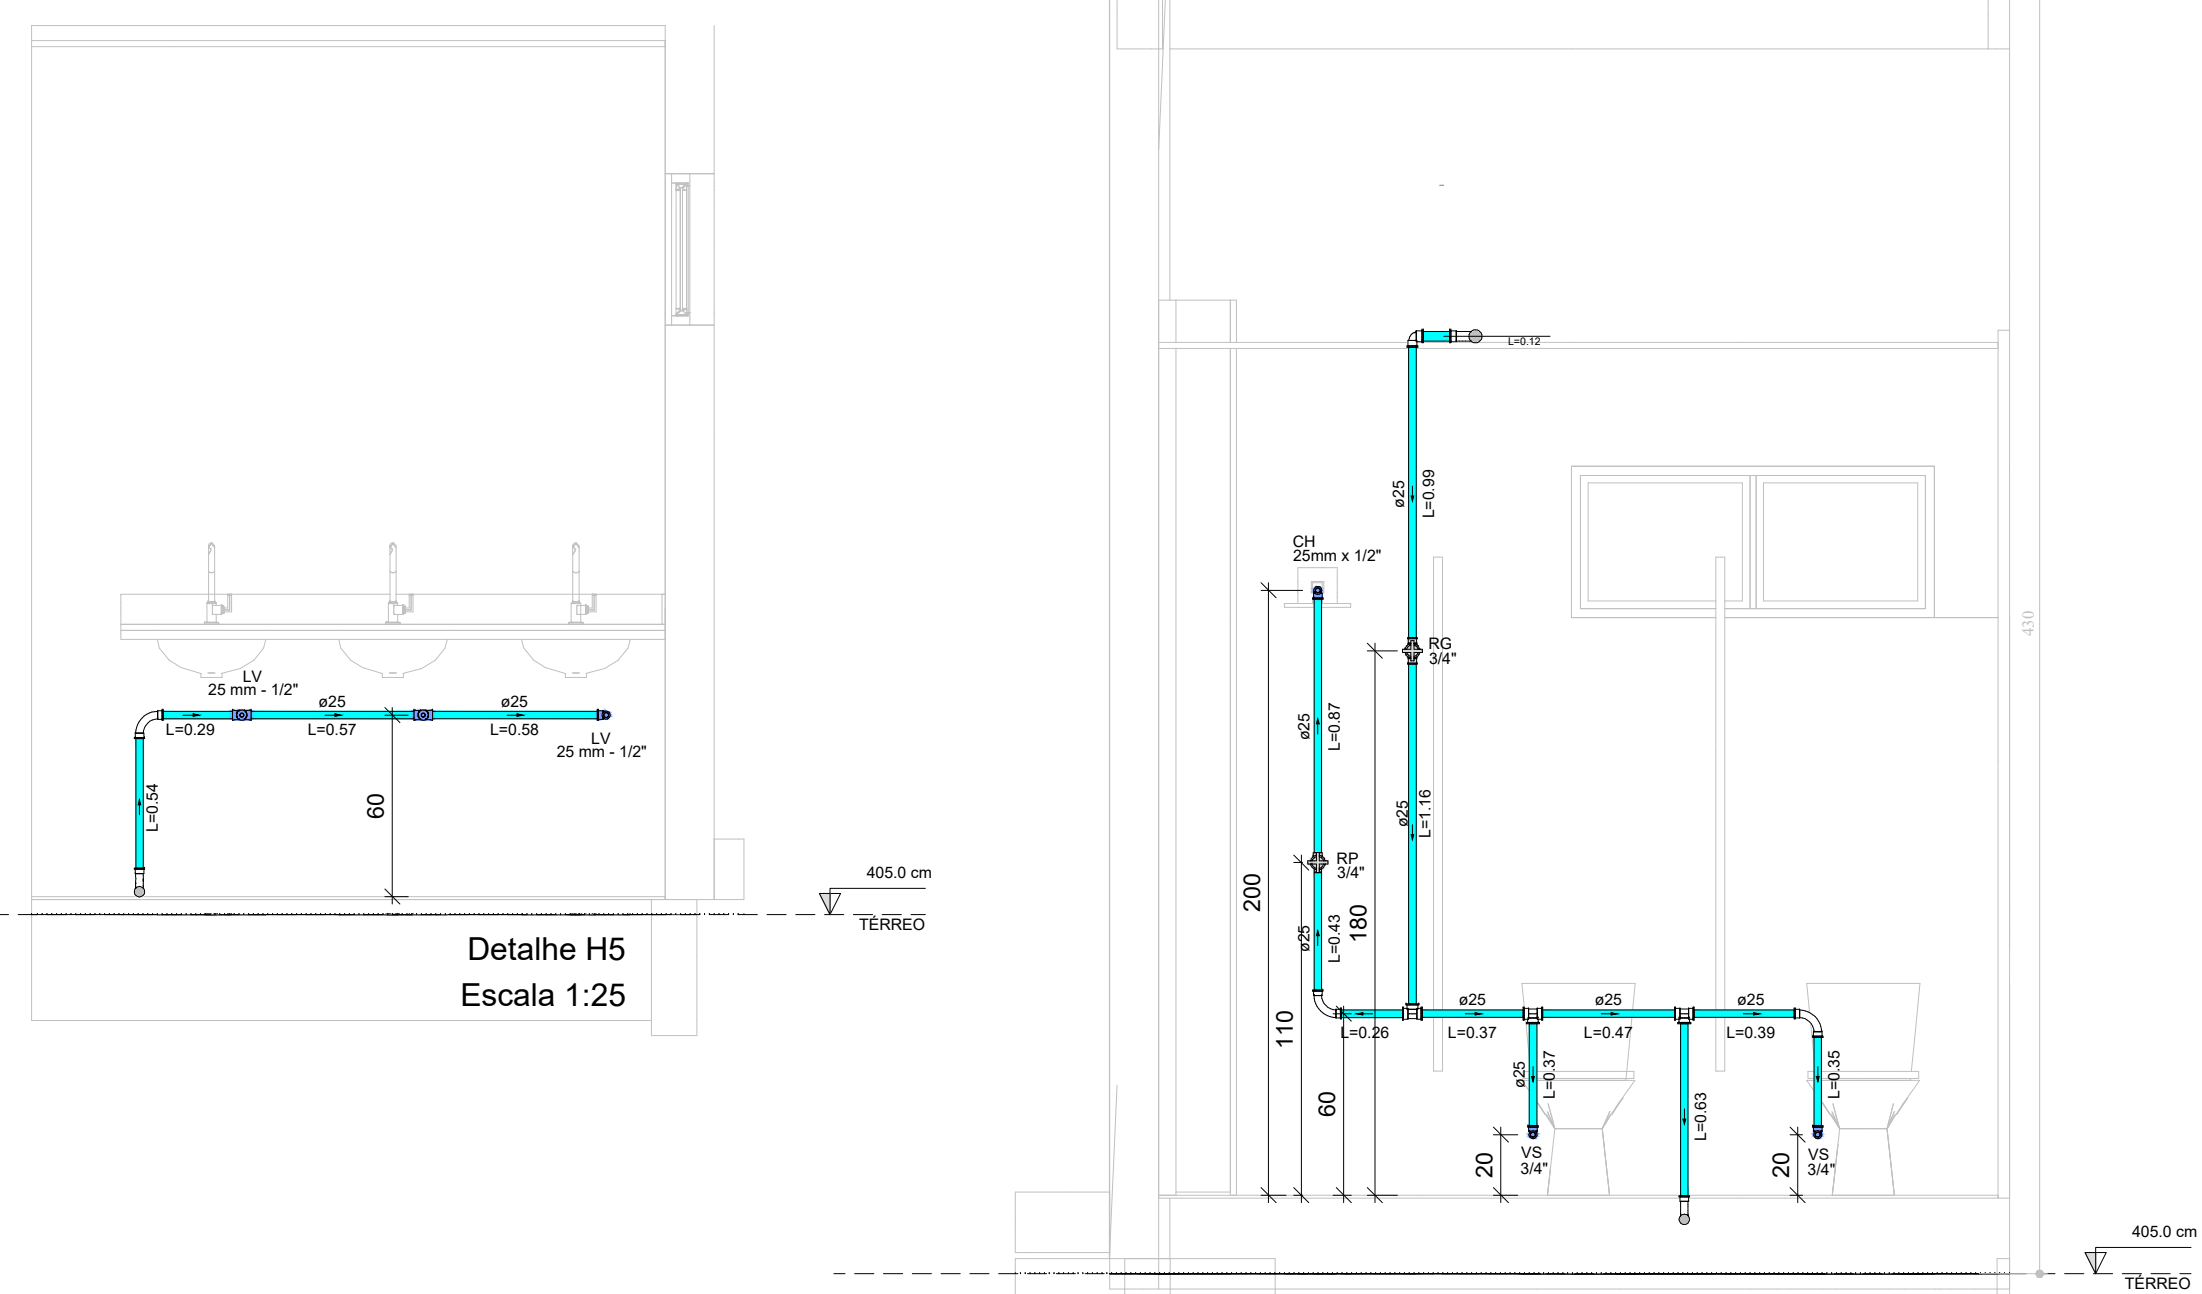 LV
25 mm - 1/2"
ø25
ø25
L=0.29
L=0.57
L=0.58
LV
25 mm - 1/2"
L=0.54
60
405.0 cm
TÉRREO
Detalhe H5
Escala 1:25
L=0.12
ø25
L=0.99
CH
25mm x 1/2"
430
RG
3/4"
ø25
L=0.87
ø25
L=1.16
RP
3/4"
200
180
ø25
L=0.43
110
ø25
ø25
ø25
L=0.26
L=0.37
L=0.47
L=0.39
60
ø25
L=0.37
L=0.63
L=0.35
20
VS
3/4"
20
VS
3/4"
405.0 cm
TÉRREO